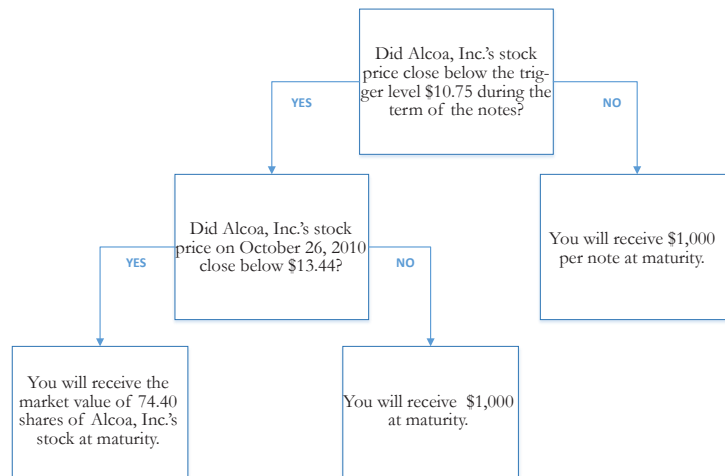 Did Alcoa, Inc.'s stock
price close below the trig-
ger level $10.75 during the
term of the notes?
YES
NO
Did Alcoa, Inc.'s stock
price on October 26, 2010
close below $13.44?
You will receive $1,000
per note at maturity.
YES
NO
You will receive the
market value of 74.40
shares of Alcoa, Inc.'s
stock at maturity.
You will receive $1,000
at maturity.